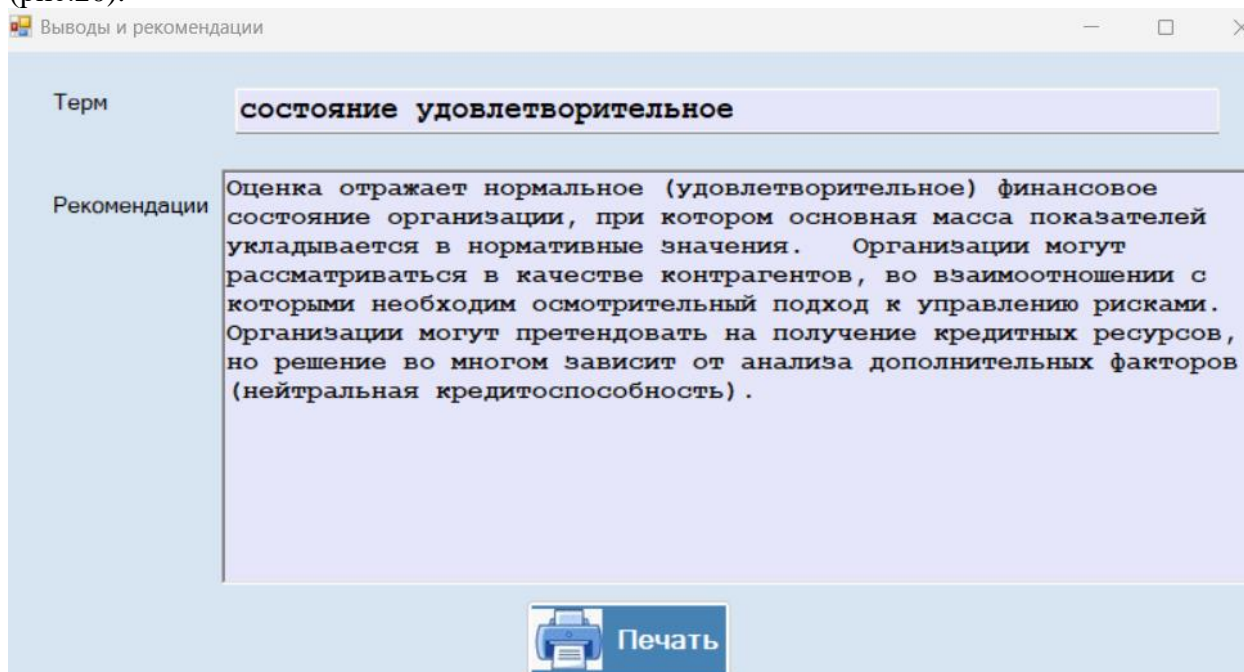 Выводы и рекомендации
Терм
состояние удовлетворительное
Рекомендации
Оценка отражает нормальное (удовлетворительное) финансовое
состояние организации, при котором основная масса показателей
укладывается в нормативные значения. Организации могут
рассматриваться в качестве контрагентов, во взаимоотношении с
которыми необходим осмотрительный подход к управлению рисками.
Организации могут претендовать на получение кредитных ресурсов,
но решение во многом зависит от анализа дополнительных факторов
(нейтральная кредитоспособность).
Печать